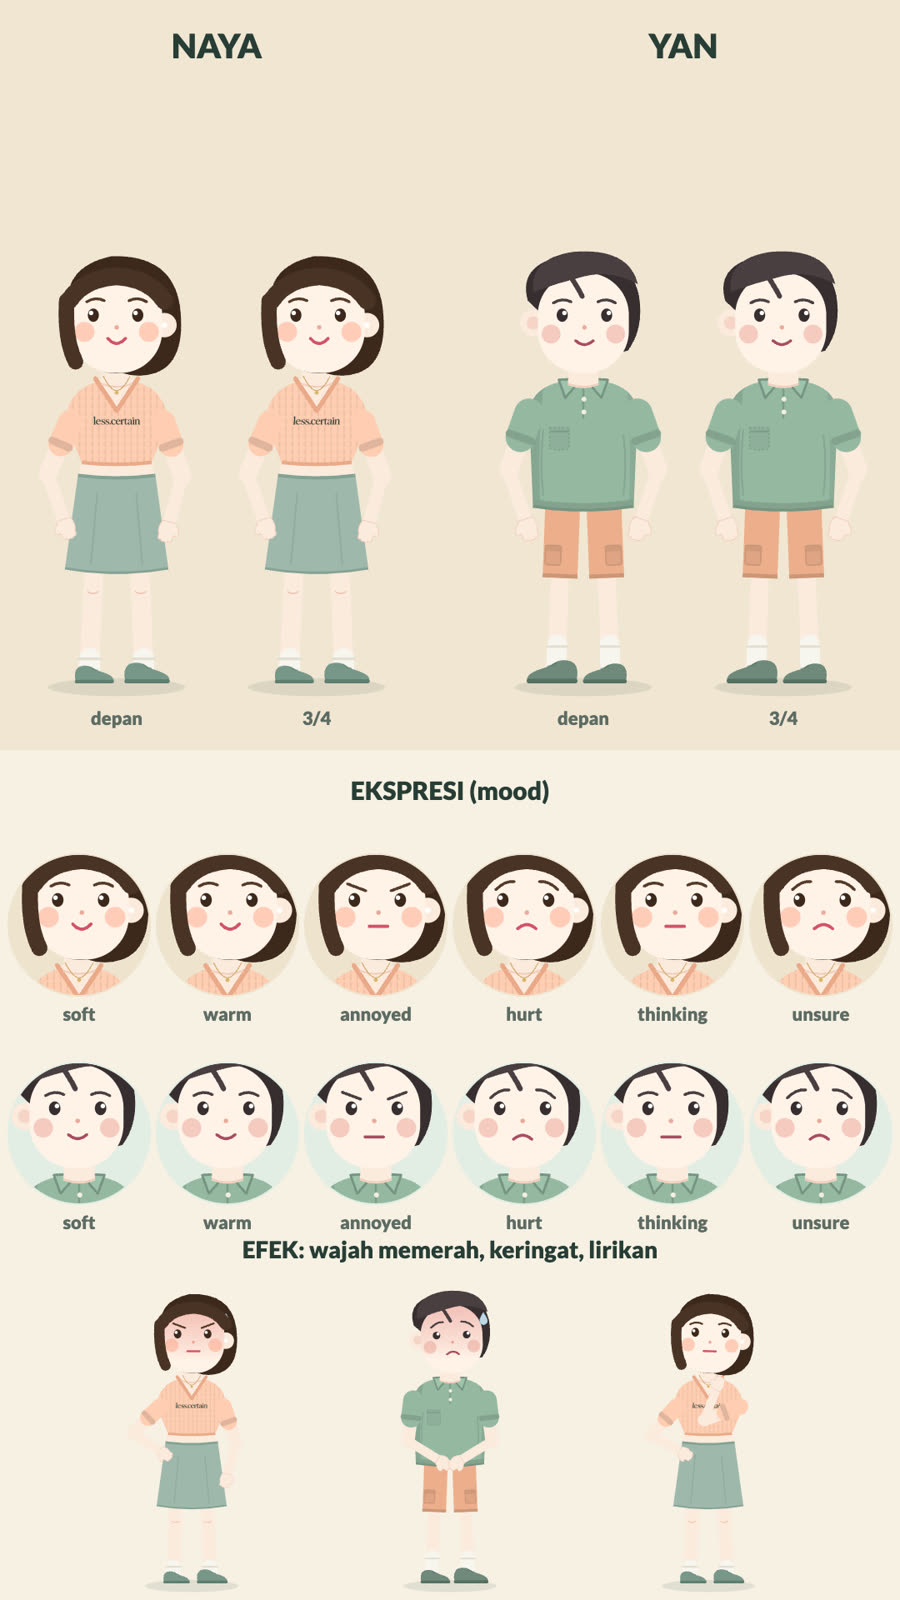 NAYA YAN
less.certain less.certain
depan 3/4 depan 3/4
EKSPRESI (mood)
soft warm annoyed hurt thinking unsure
soft warm annoyed hurt thinking unsure
EFEK: wajah memerah, keringat, lirikan
less.certain